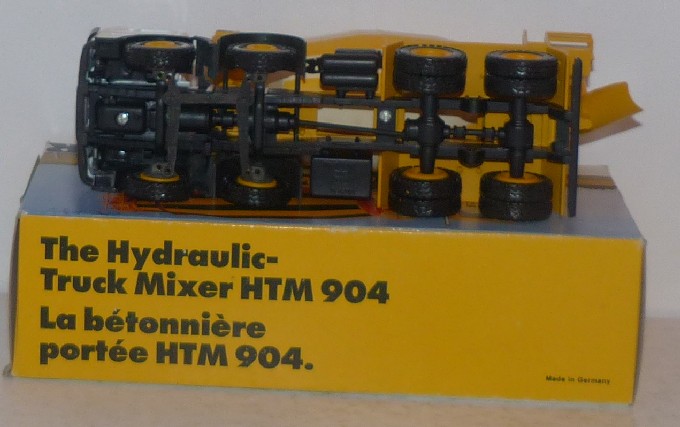 The Hydraulic-
Truck Mixer HTM 904
La bétonnière
portée HTM 904.
Made in Germany